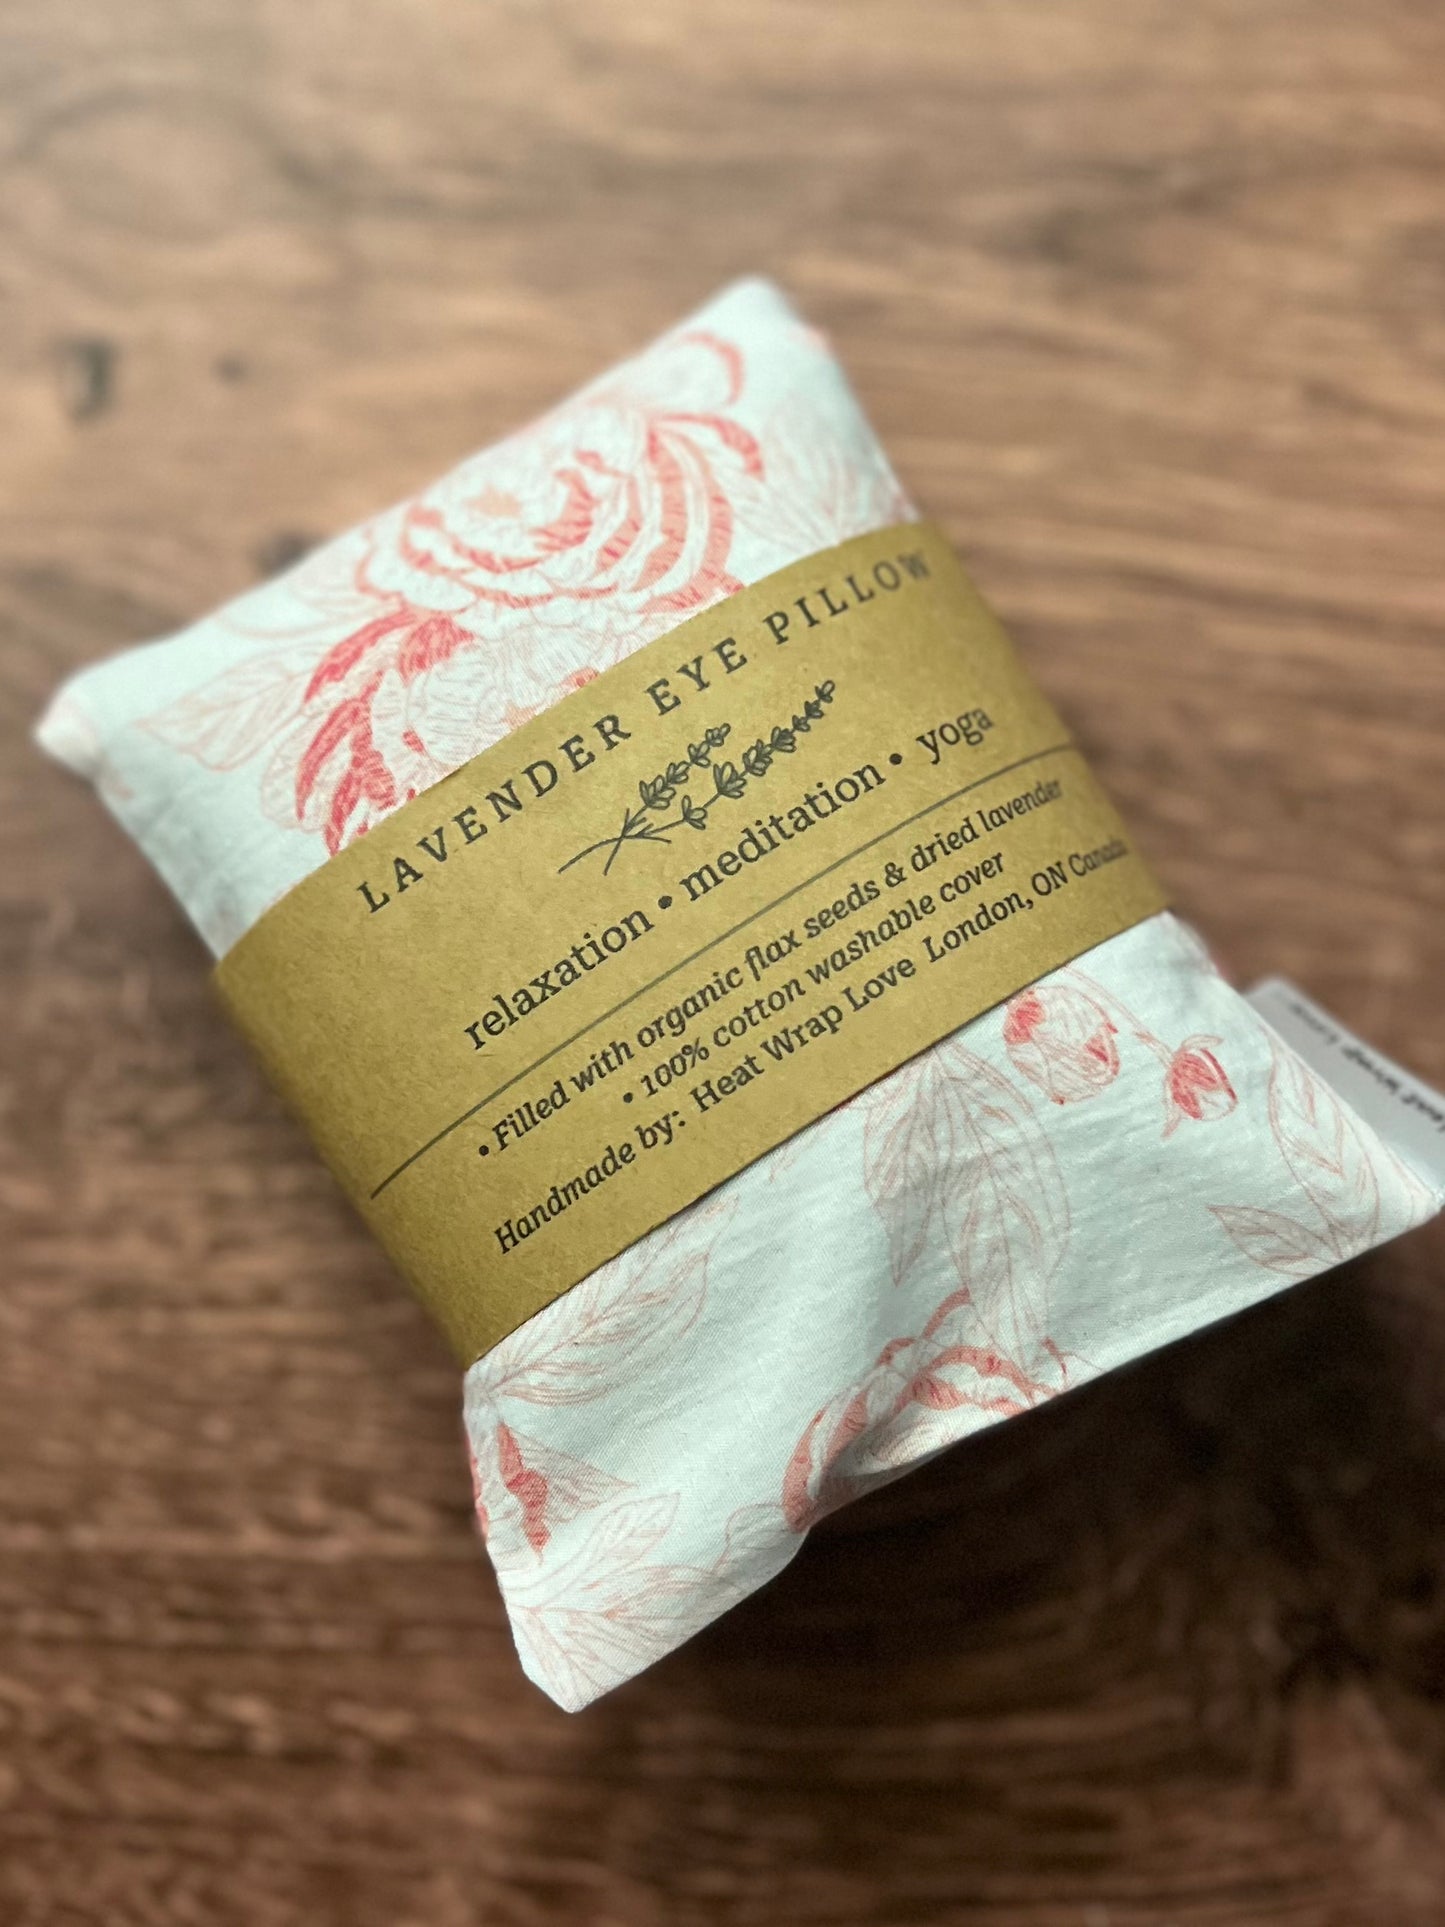 LAVENDER EYE PILLOW
relaxation • meditation • yoga
• Filled with organic flax seeds & dried lavender
• 100% cotton washable cover
Handmade by: Heat Wrap Love London, ON Canada